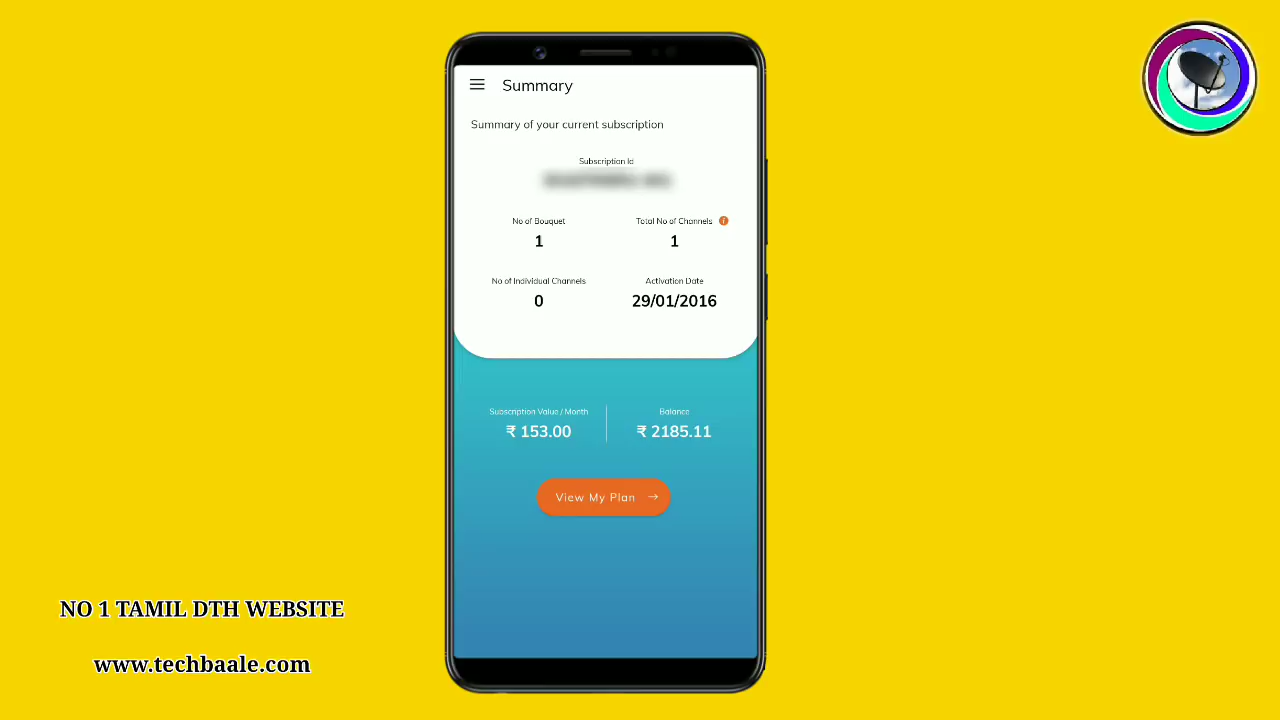 Summary
Summary of your current subscription
Subscription Id
No of Bouquet
1
Total No of Channels
1
No of Individual Channels
0
Activation Date
29/01/2016
Subscription Value / Month
₹ 153.00
Balance
₹ 2185.11
View My Plan →
NO 1 TAMIL DTH WEBSITE
www.techbaale.com